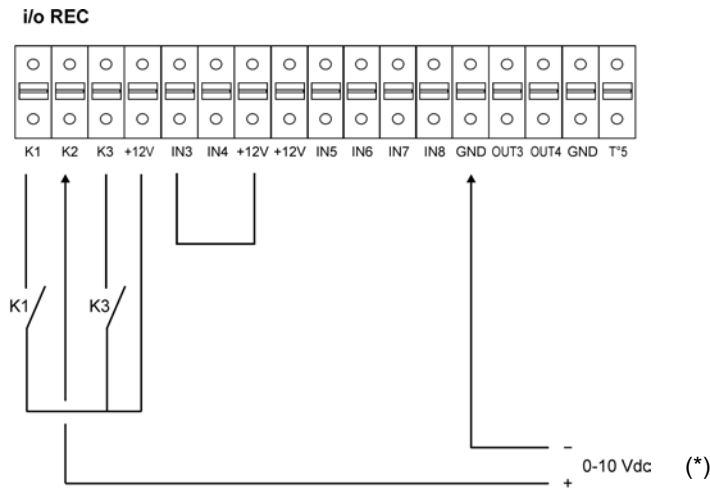 i/o REC
K1 K2 K3 +12V IN3 IN4 +12V +12V IN5 IN6 IN7 IN8 GND OUT3 OUT4 GND T°5
K1 K3
−
0-10 Vdc (*)
+